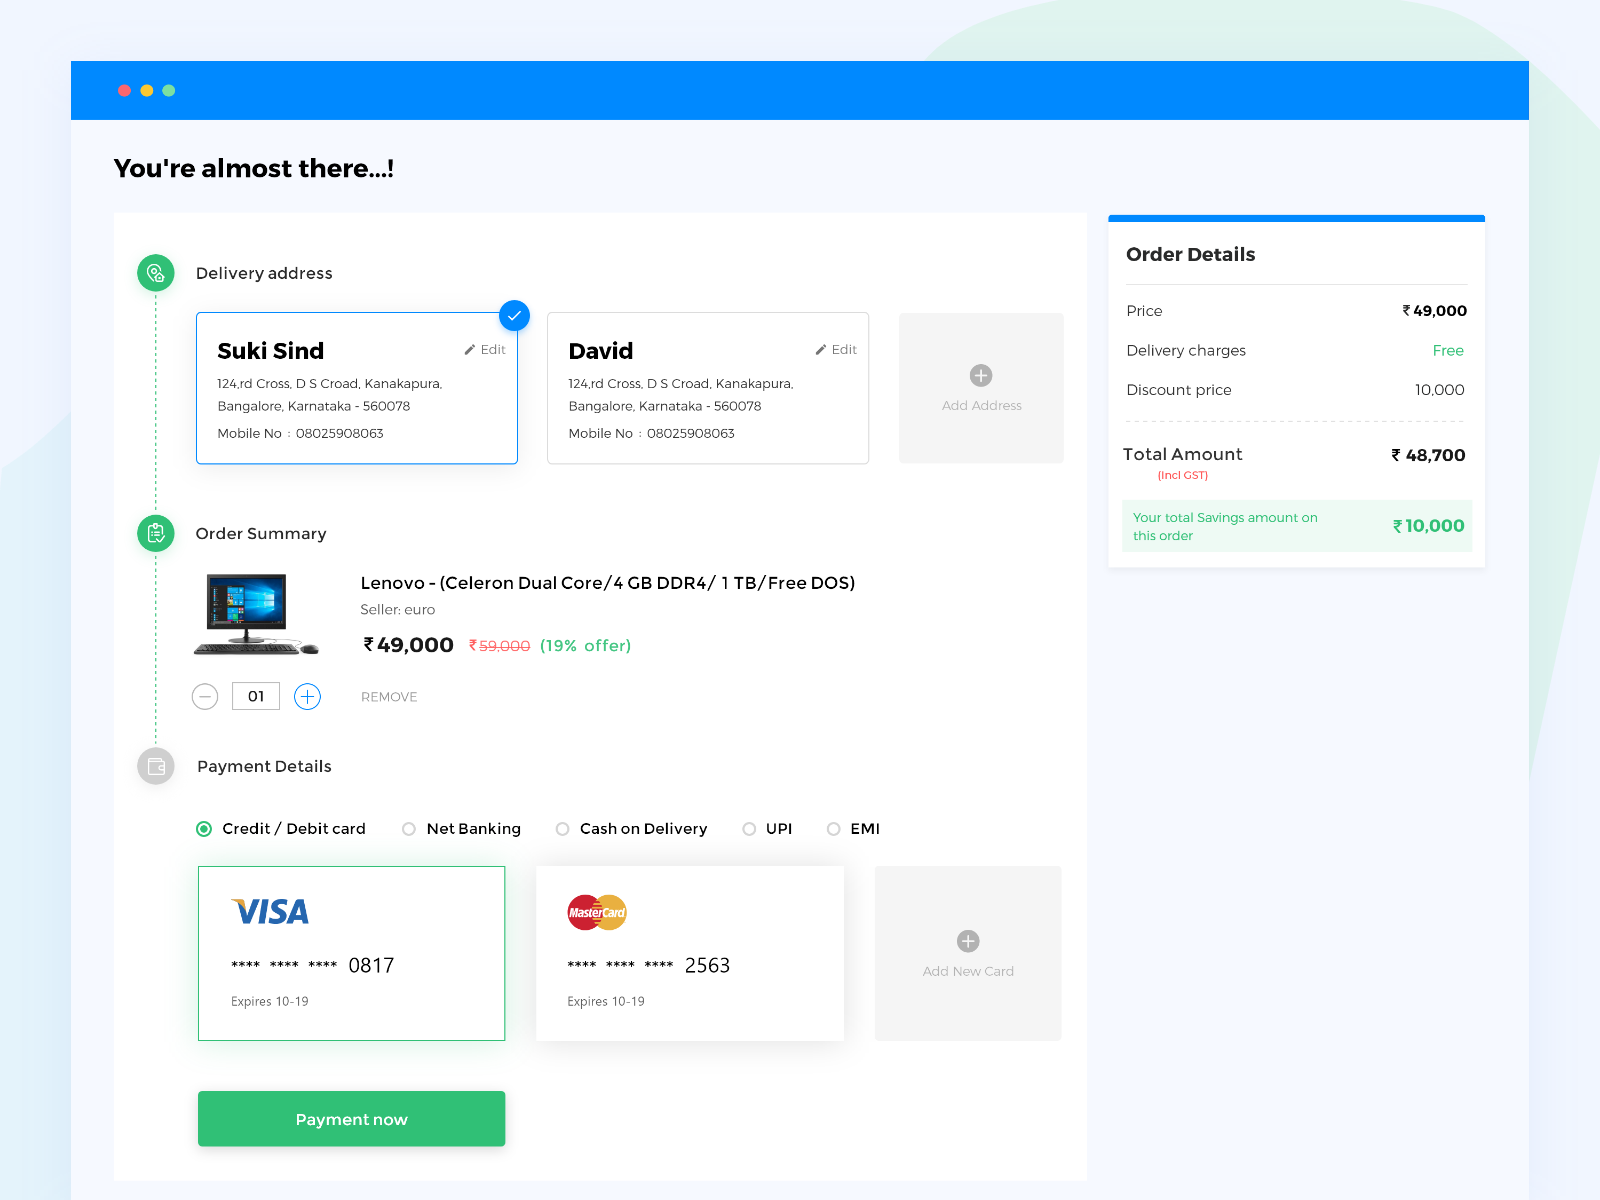 You're almost there...!
Delivery address
Suki Sind
Edit
124,rd Cross, D S Croad, Kanakapura,
Bangalore, Karnataka - 560078
Mobile No : 08025908063
David
Edit
124,rd Cross, D S Croad, Kanakapura,
Bangalore, Karnataka - 560078
Mobile No : 08025908063
Add Address
Order Summary
Lenovo - (Celeron Dual Core/4 GB DDR4/ 1 TB/Free DOS)
Seller: euro
₹49,000 ₹59,000 (19% offer)
01
REMOVE
Payment Details
Credit / Debit card
Net Banking
Cash on Delivery
UPI
EMI
VISA
**** **** **** 0817
Expires 10-19
MasterCard
**** **** **** 2563
Expires 10-19
Add New Card
Payment now
Order Details
Price ₹49,000
Delivery charges Free
Discount price 10,000
Total Amount ₹ 48,700
(Incl GST)
Your total Savings amount on
this order
₹10,000